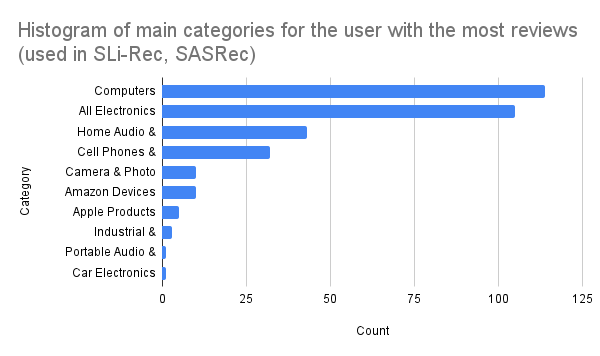 Histogram of main categories for the user with the most reviews
(used in SLi-Rec, SASRec)
Category
Computers
All Electronics
Home Audio &
Cell Phones &
Camera & Photo
Amazon Devices
Apple Products
Industrial &
Portable Audio &
Car Electronics
0 25 50 75 100 125
Count